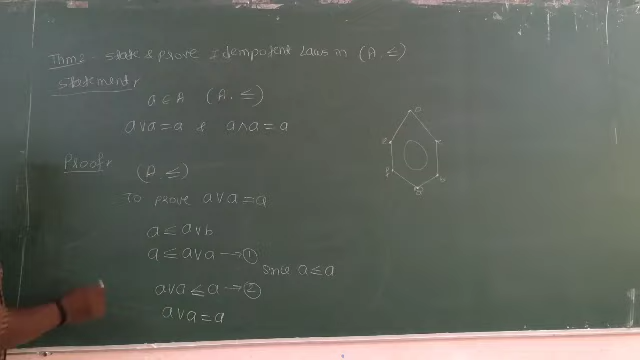 Thm:- State & prove Idempotent Laws in (A, ≤)
Statement,
a ∈ A (A, ≤)
a∨a=a & a∧a=a
Proof,
(A, ≤)
To prove a∨a=a
a ≤ a∨b
a ≤ a∨a → ①
since a ≤ a
a∨a ≤ a → ②
a∨a=a